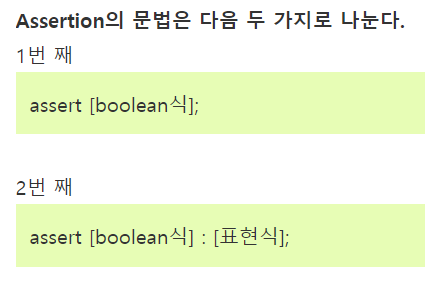 Assertion의 문법은 다음 두 가지로 나눈다.
1번 째
assert [boolean식];
2번 째
assert [boolean식] : [표현식];